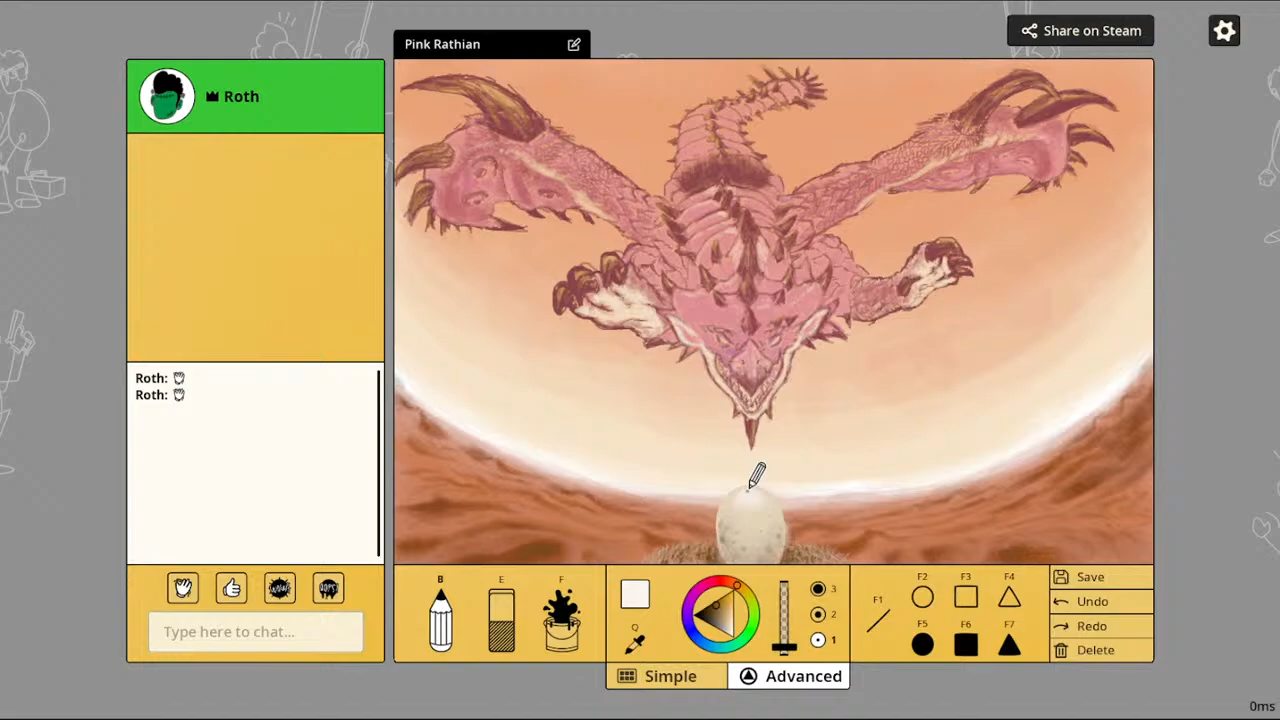 Pink Rathian
Share on Steam
Roth
Roth:
Roth:
Type here to chat...
B
E
F
Q
3
2
1
F1
F2
F3
F4
F5
F6
F7
Save
Undo
Redo
Delete
Simple
Advanced
0ms